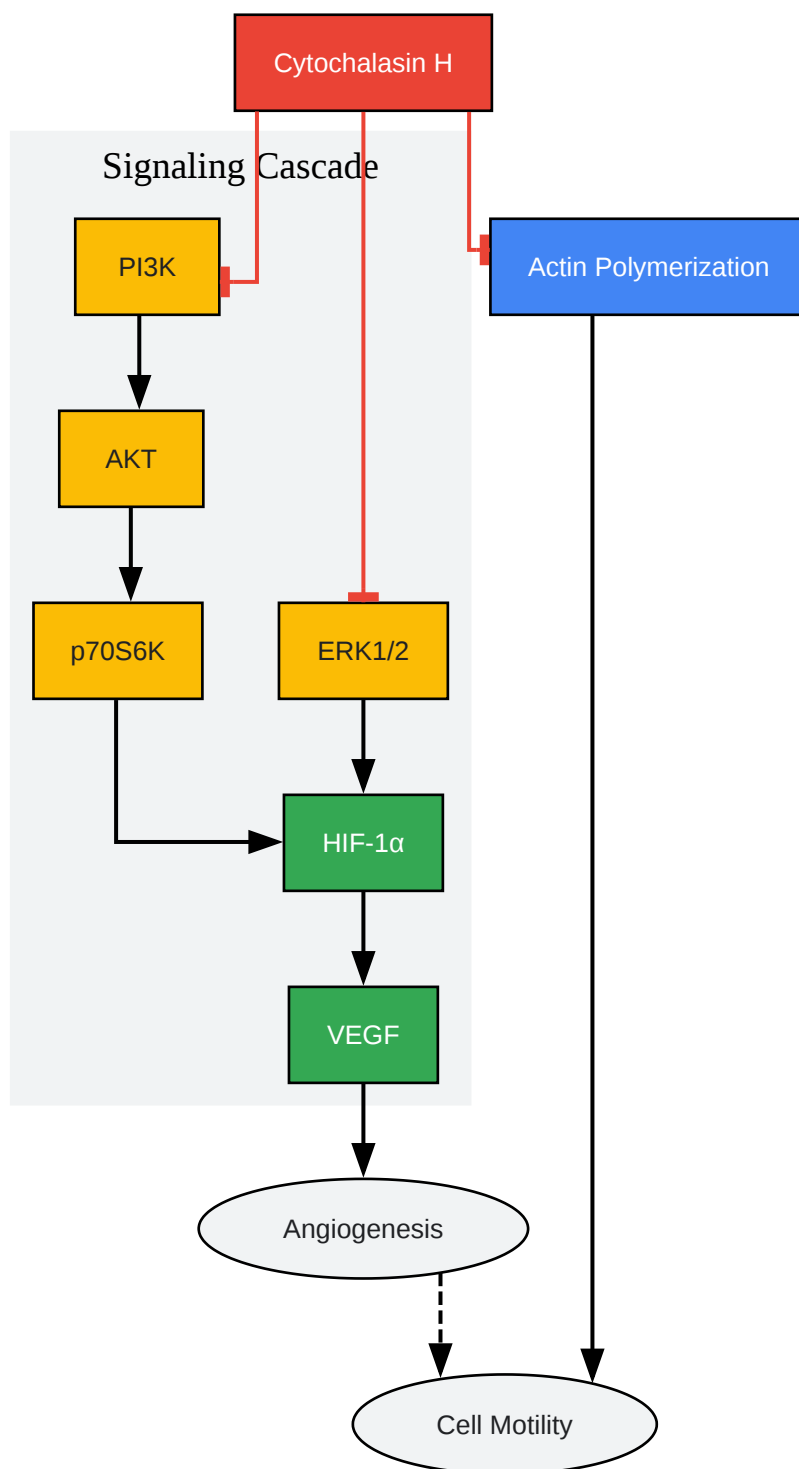 Cytochalasin H
Signaling Cascade
PI3K
Actin Polymerization
AKT
p70S6K
ERK1/2
HIF-1α
VEGF
Angiogenesis
Cell Motility